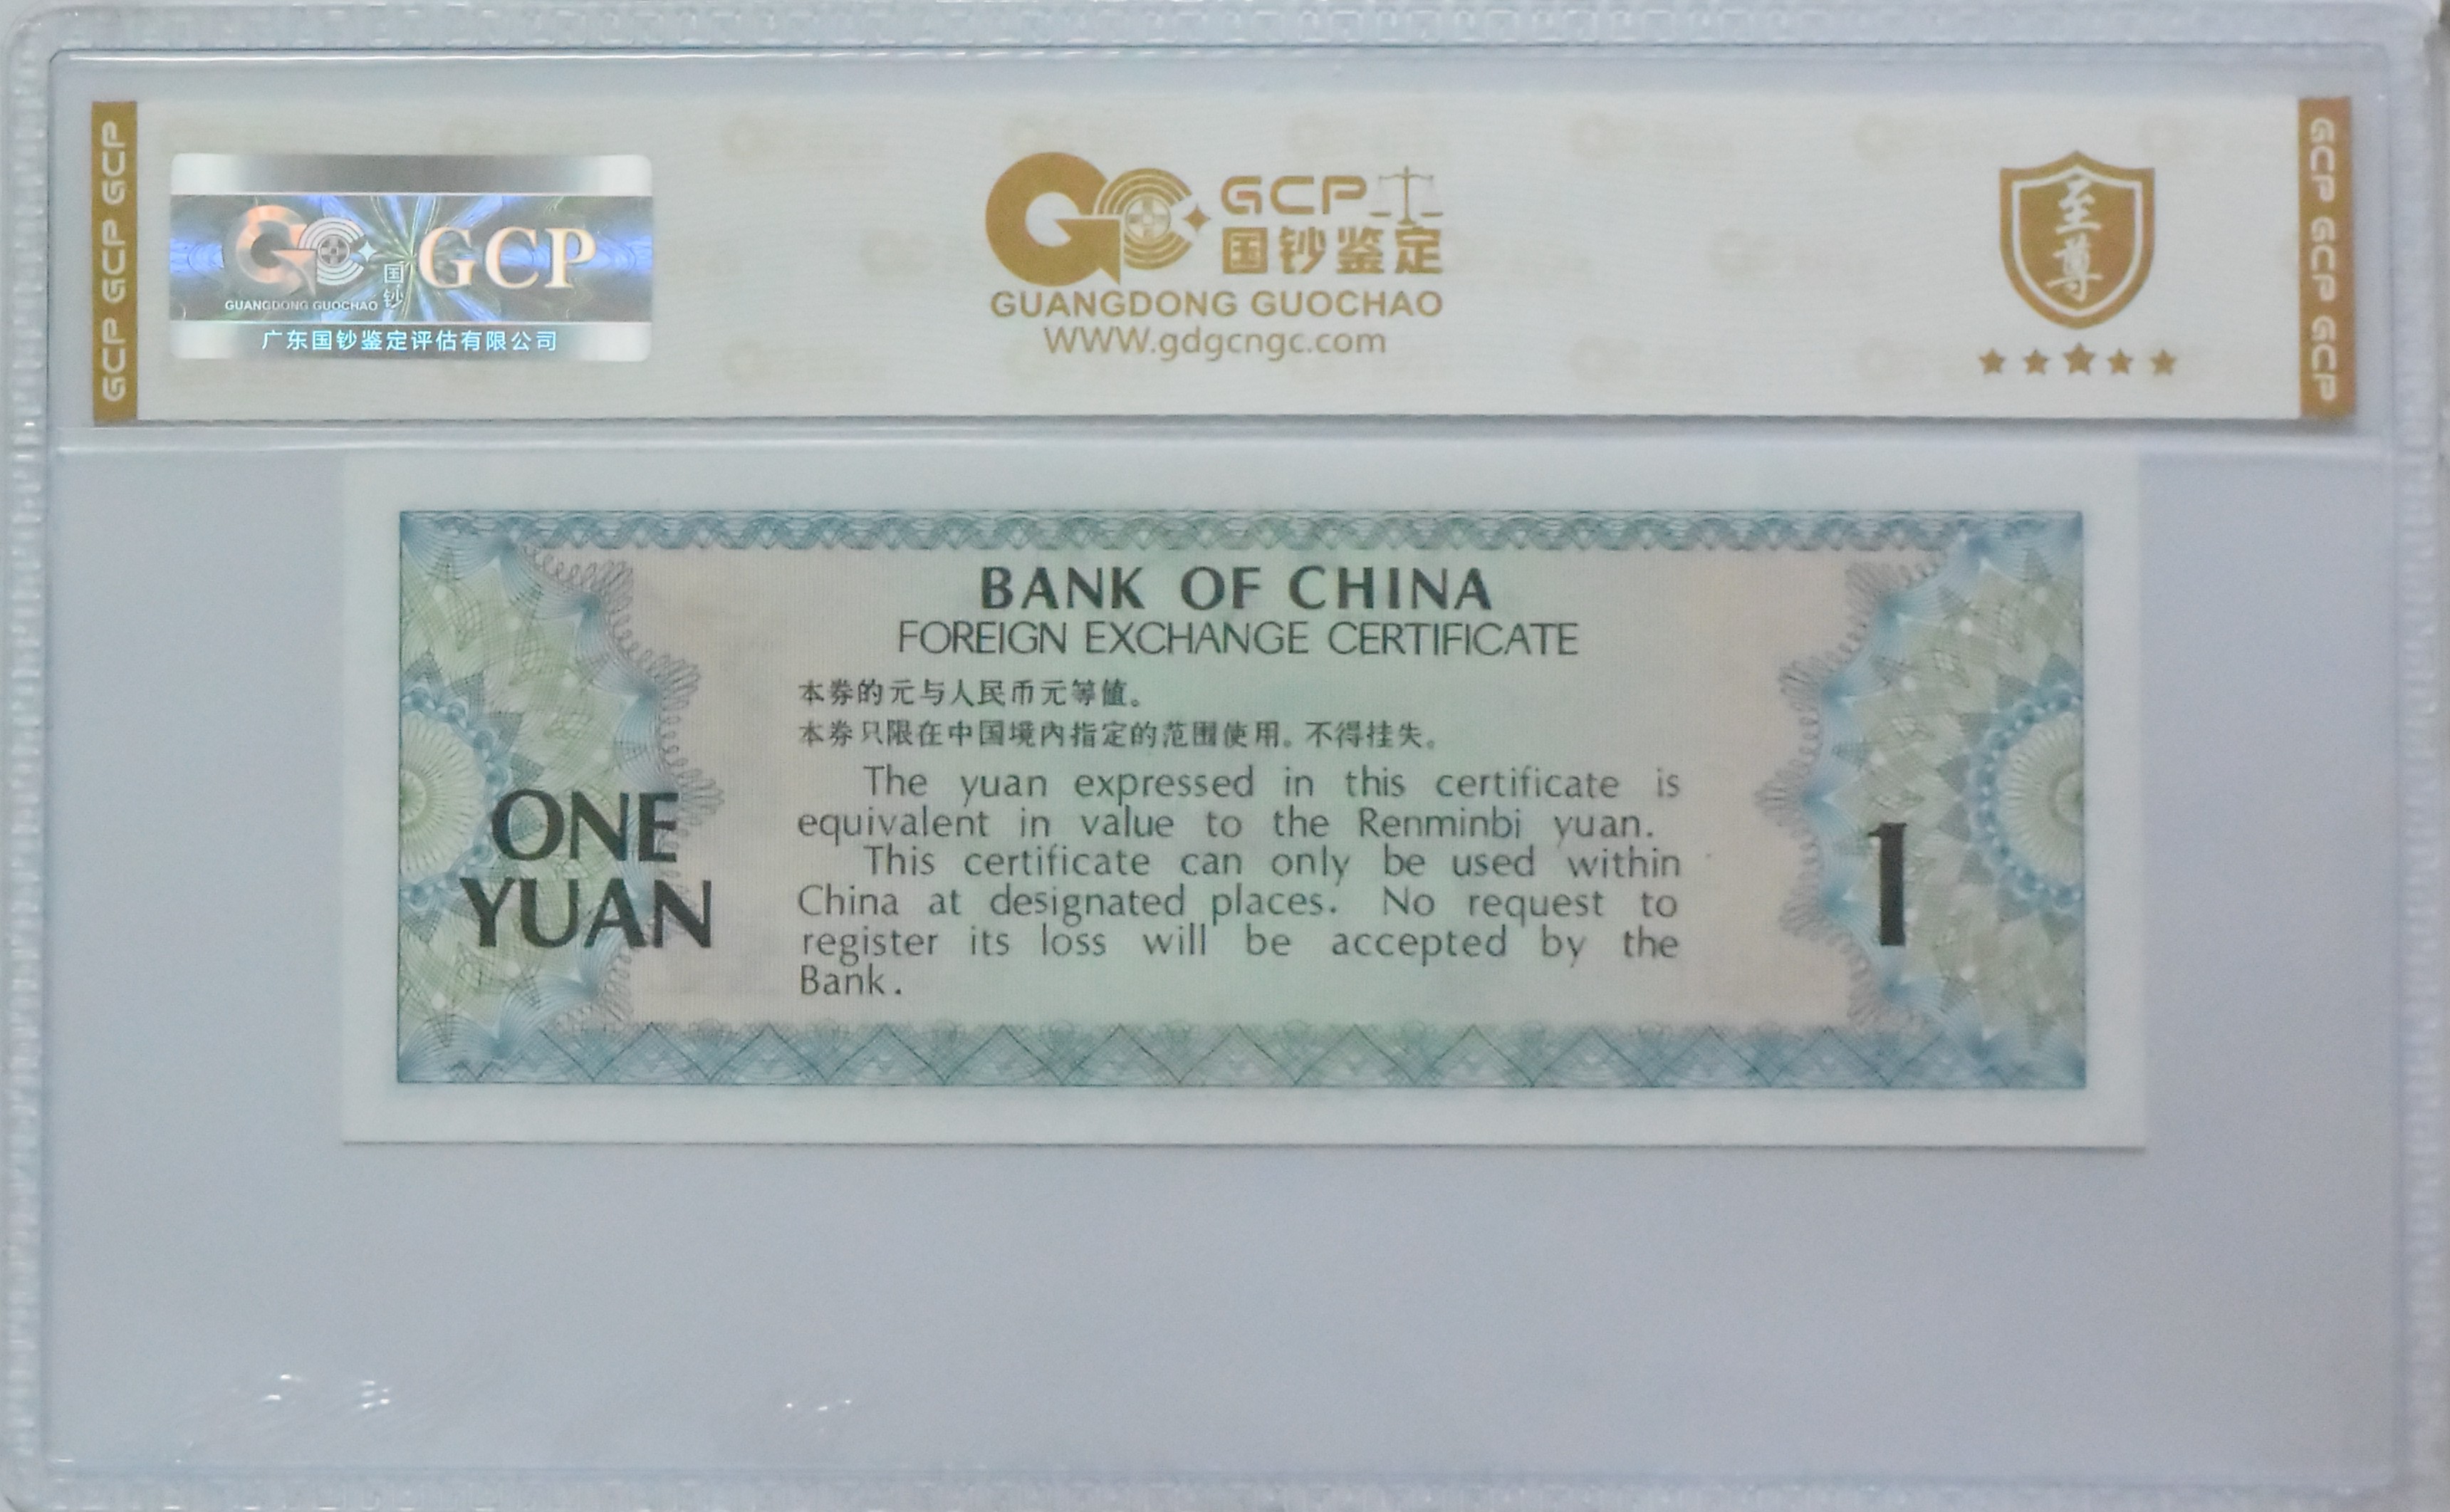 GCP GCP GCP
GC 国钞 GCP
GUANGDONG GUOCHAO
广东国钞鉴定评估有限公司
GCP
国钞鉴定
GUANGDONG GUOCHAO
WWW.gdgcngc.com
至尊
GCP GCP GCP
BANK OF CHINA
FOREIGN EXCHANGE CERTIFICATE
本券的元与人民币元等值。
本券只限在中国境内指定的范围使用。不得挂失。
The yuan expressed in this certificate is
equivalent in value to the Renminbi yuan.
This certificate can only be used within
China at designated places. No request to
register its loss will be accepted by the
Bank.
ONE
YUAN
1